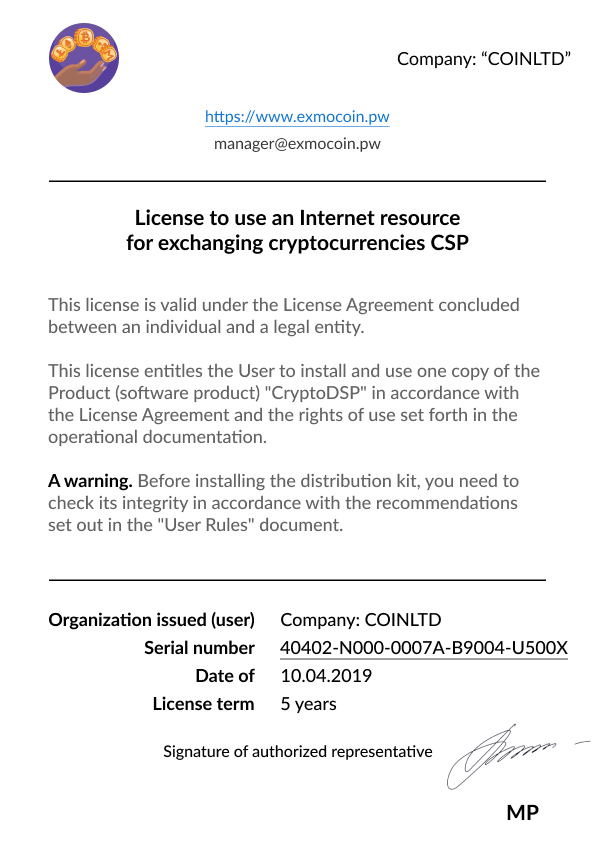 Company: “COINLTD”
https://www.exmocoin.pw
manager@exmocoin.pw
License to use an Internet resource
for exchanging cryptocurrencies CSP
This license is valid under the License Agreement concluded
between an individual and a legal entity.
This license entitles the User to install and use one copy of the
Product (software product) "CryptoDSP" in accordance with
the License Agreement and the rights of use set forth in the
operational documentation.
A warning. Before installing the distribution kit, you need to
check its integrity in accordance with the recommendations
set out in the "User Rules" document.
Organization issued (user) Company: COINLTD
Serial number 40402-N000-0007A-B9004-U500X
Date of 10.04.2019
License term 5 years
Signature of authorized representative
MP